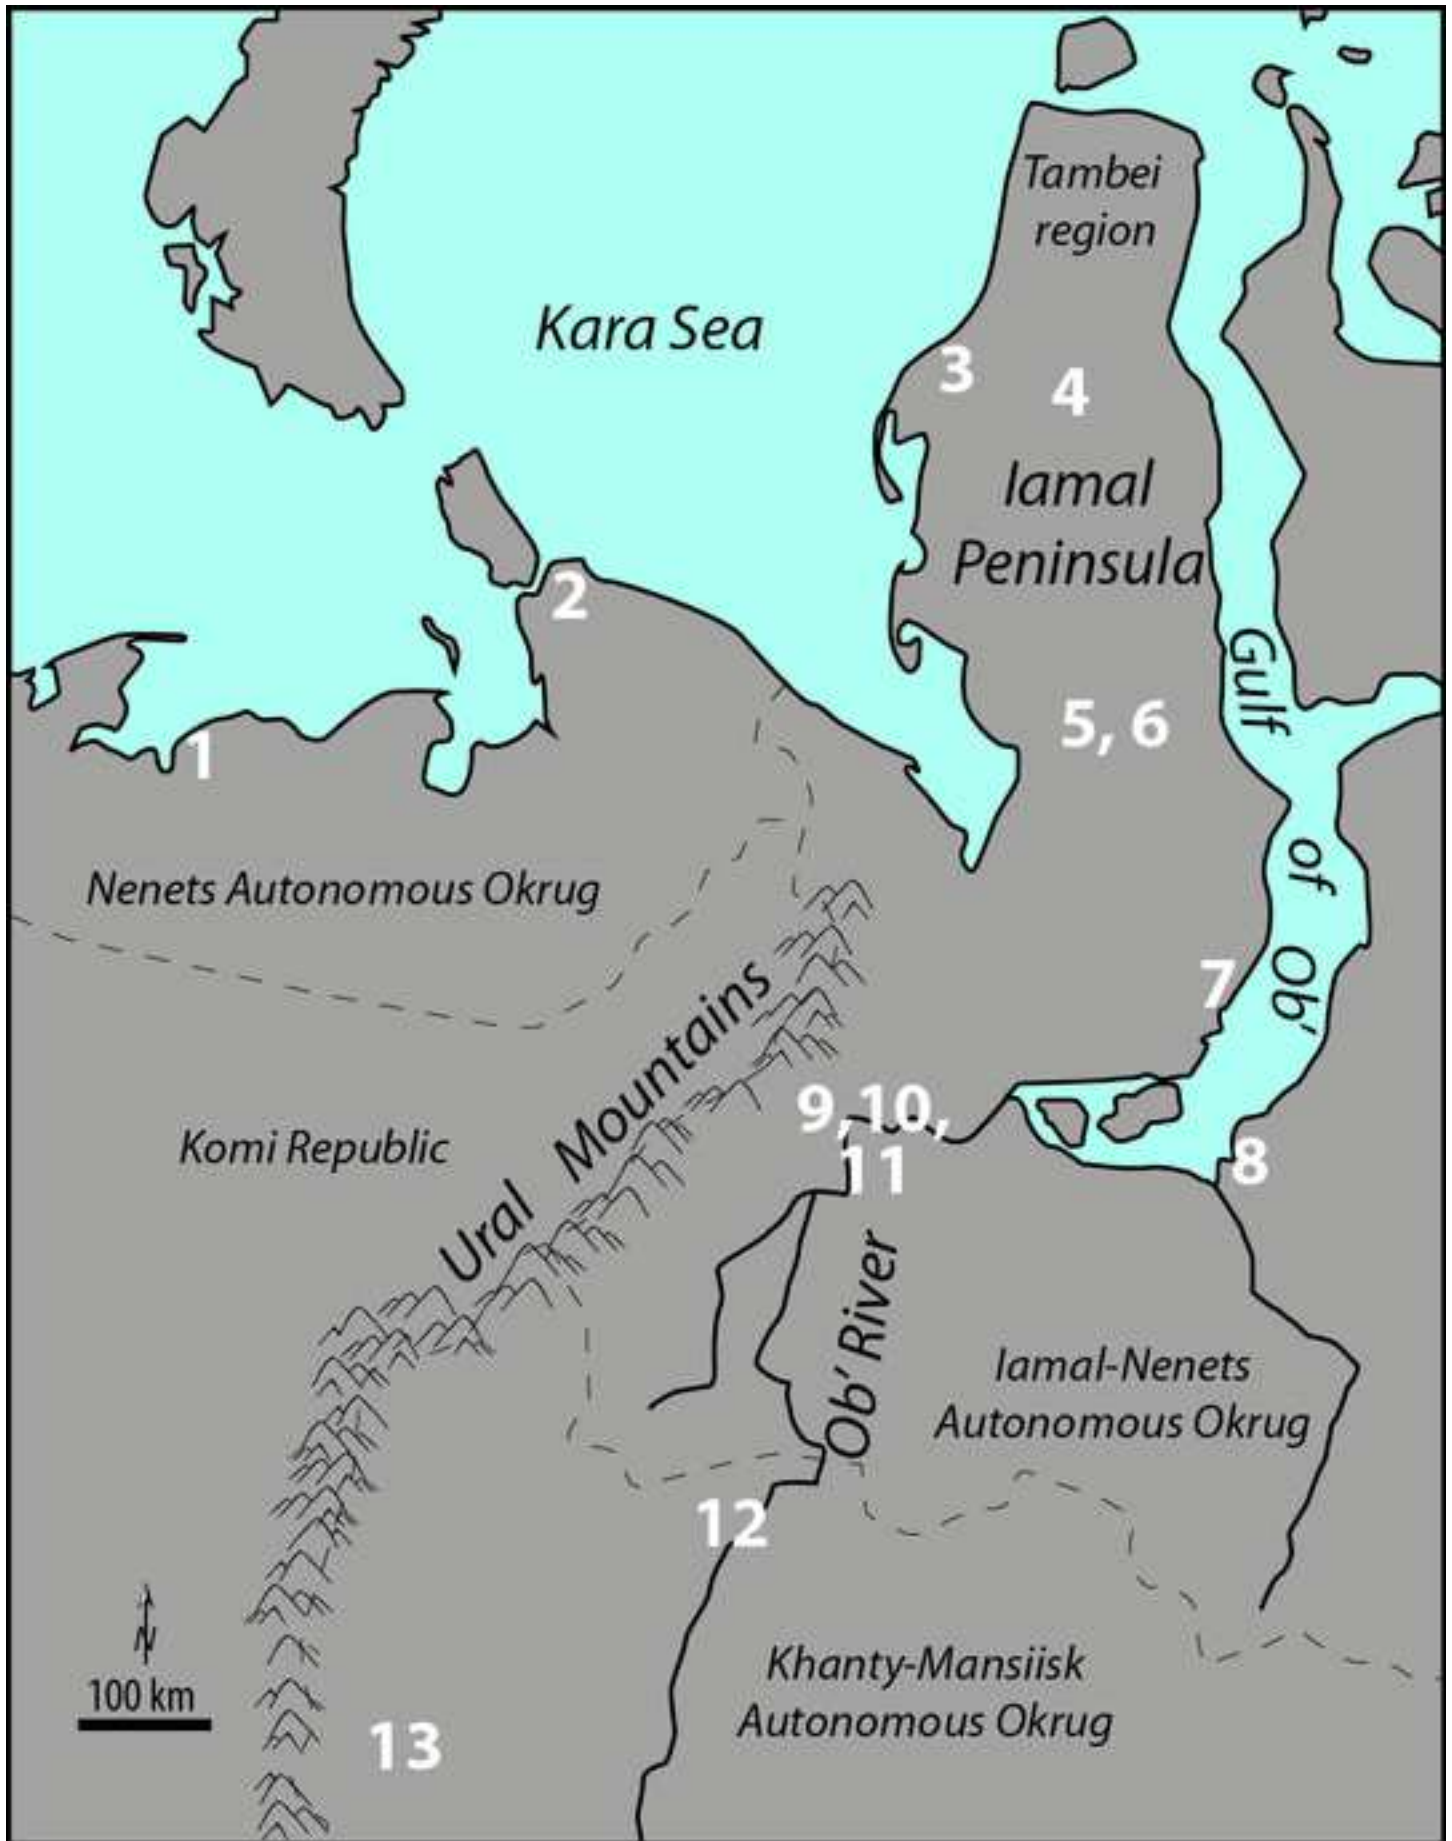 Tambei
region
Kara Sea
3
4
Iamal
Peninsula
2
Gulf
of
Ob'
1
5, 6
Nenets Autonomous Okrug
7
Ural Mountains
9,10,
11
8
Komi Republic
Ob' River
Iamal-Nenets
Autonomous Okrug
12
N
100 km
Khanty-Mansiisk
Autonomous Okrug
13